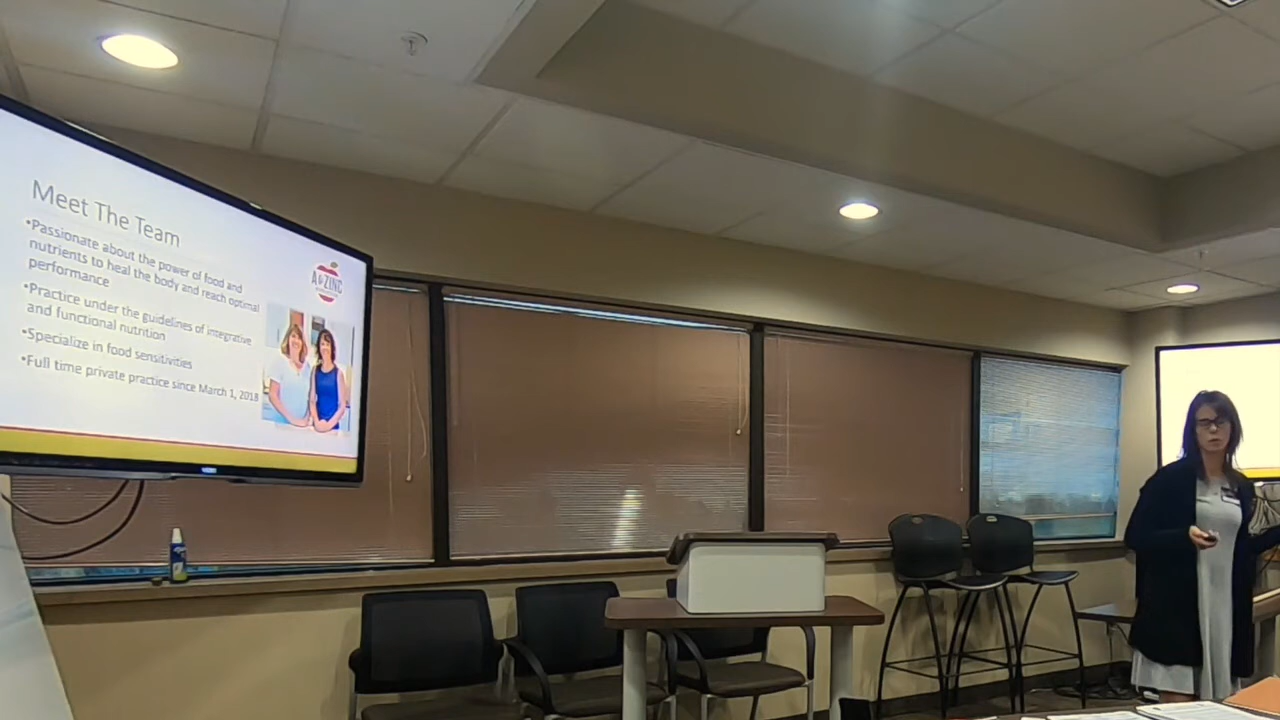 Meet The Team
•Passionate about the power of food and
nutrients to heal the body and reach optimal
performance
•Practice under the guidelines of integrative
and functional nutrition
•Specialize in food sensitivities
•Full time private practice since March 1, 2018
A to ZINC